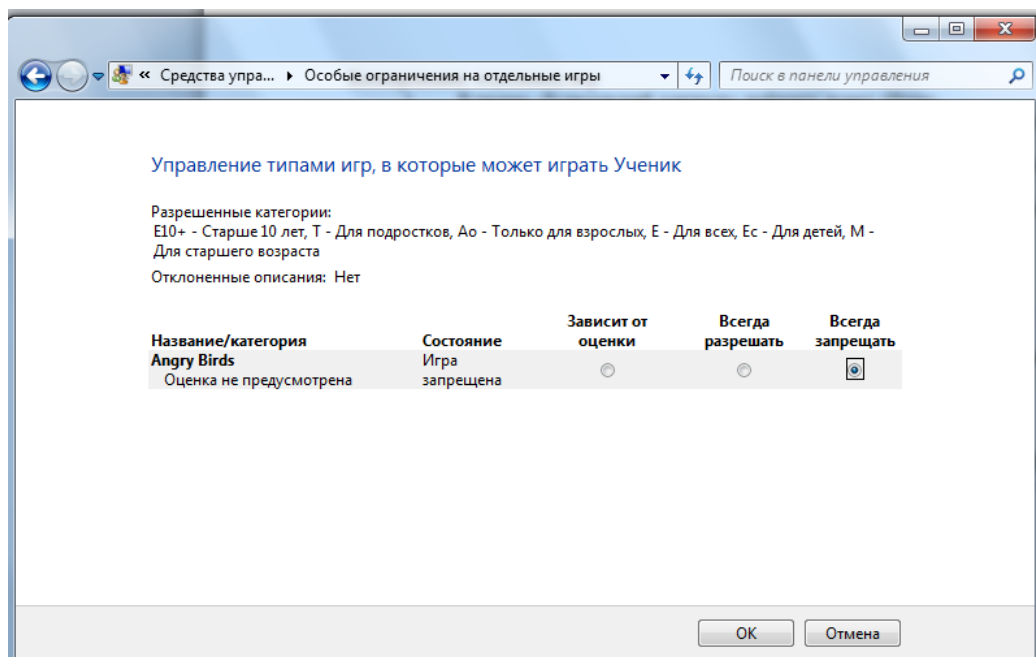 « Средства упра... ▸ Особые ограничения на отдельные игры
Поиск в панели управления
Управление типами игр, в которые может играть Ученик
Разрешенные категории:
E10+ - Старше 10 лет, T - Для подростков, Ao - Только для взрослых, E - Для всех, Ec - Для детей, M -
Для старшего возраста
Отклоненные описания: Нет
Зависит от Всегда Всегда
Название/категория Состояние оценки разрешать запрещать
Angry Birds Игра
Оценка не предусмотрена запрещена
ОК Отмена